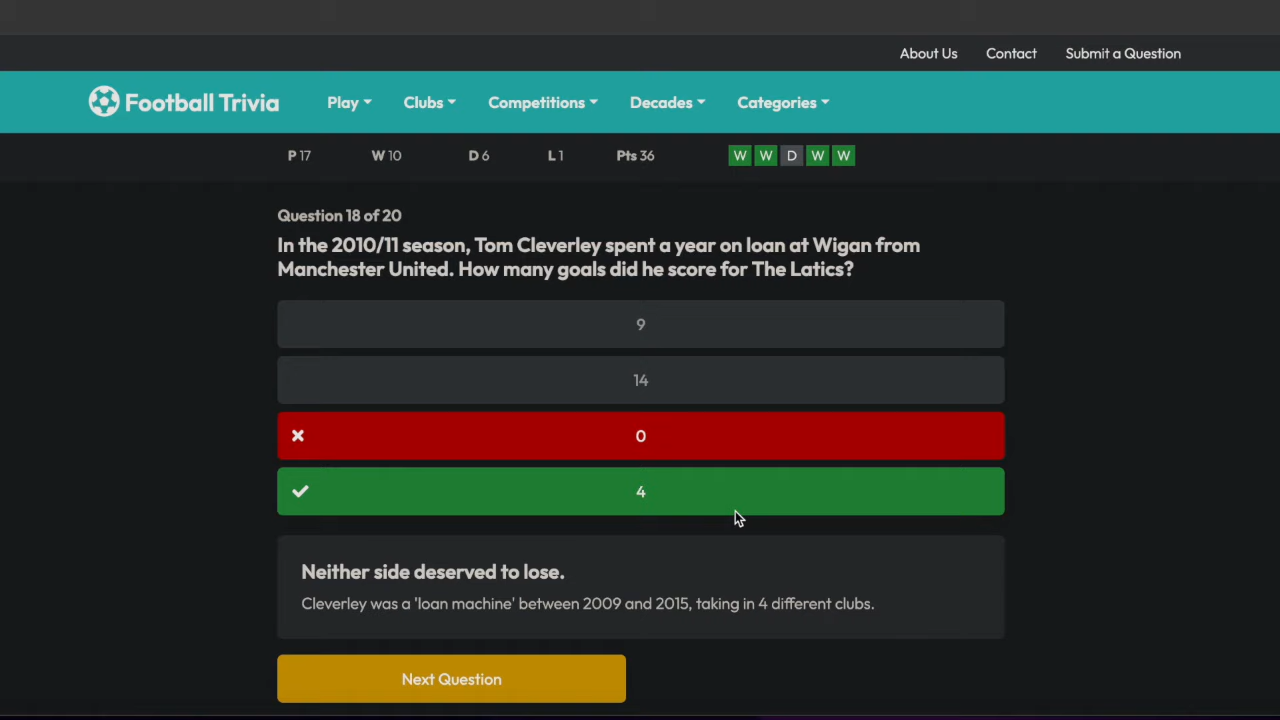 About Us Contact Submit a Question
Football Trivia Play Clubs Competitions Decades Categories
P 17 W 10 D 6 L 1 Pts 36 W W D W W
Question 18 of 20
In the 2010/11 season, Tom Cleverley spent a year on loan at Wigan from
Manchester United. How many goals did he score for The Latics?
9
14
0
4
Neither side deserved to lose.
Cleverley was a 'loan machine' between 2009 and 2015, taking in 4 different clubs.
Next Question